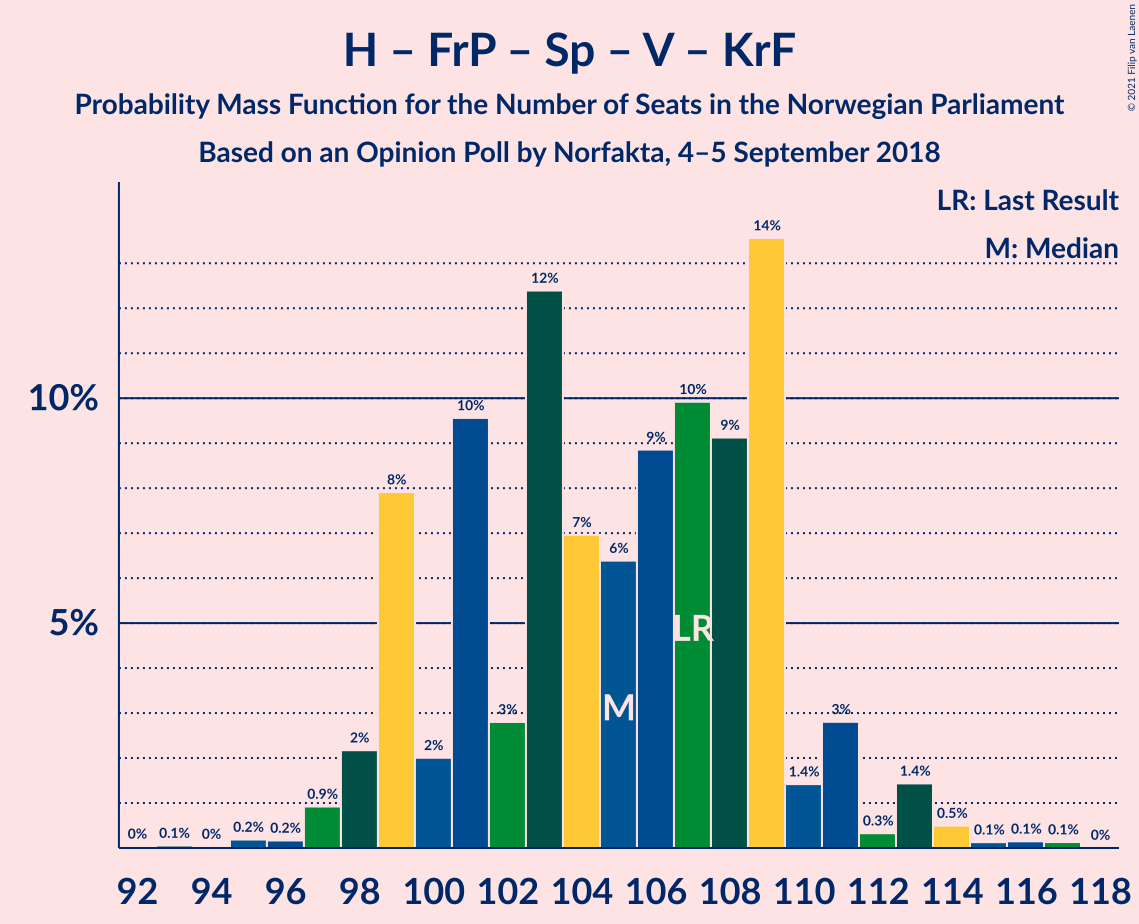 H – FrP – Sp – V – KrF
Probability Mass Function for the Number of Seats in the Norwegian Parliament
Based on an Opinion Poll by Norfakta, 4–5 September 2018
© 2021 Filip van Laenen
LR: Last Result
M: Median
10%
5%
0% 0.1% 0% 0.2% 0.2% 0.9% 2% 8% 2% 10% 3% 12% 7% 6% 9% 10% 9% 14% 1.4% 3% 0.3% 1.4% 0.5% 0.1% 0.1% 0.1% 0%
LR
M
92 94 96 98 100 102 104 106 108 110 112 114 116 118